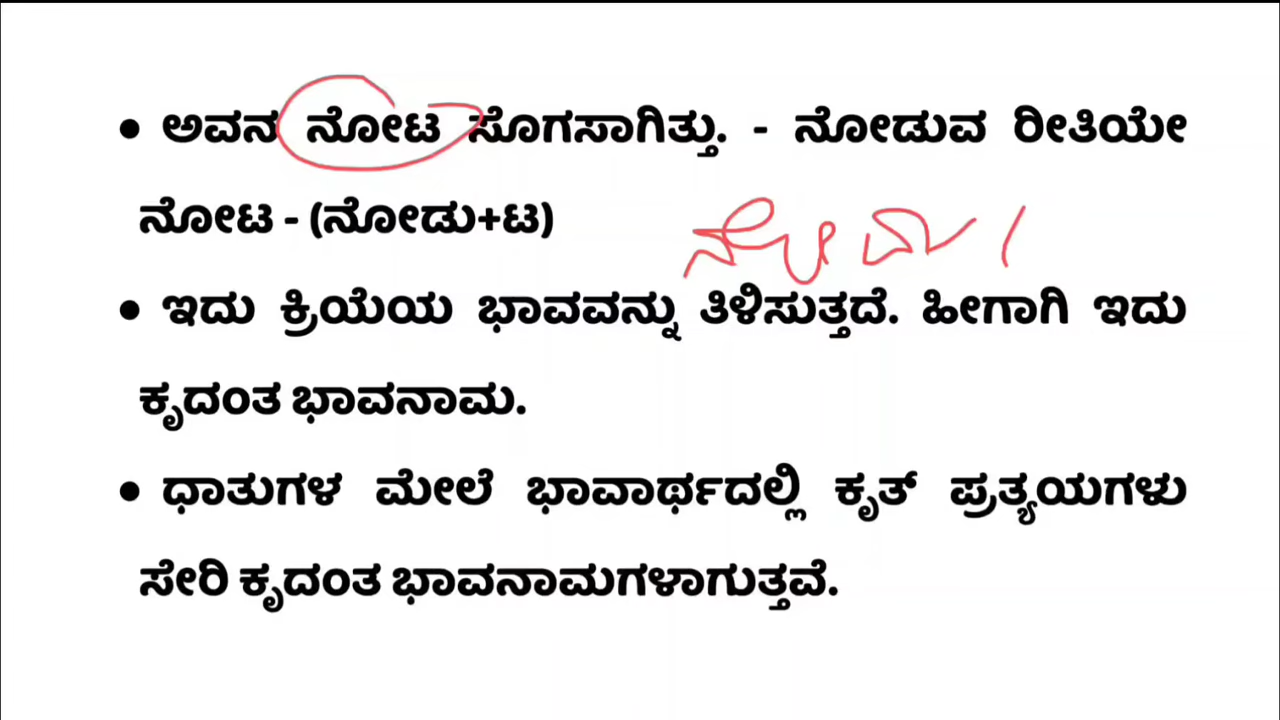 • ಅವನ ನೋಟ ಸೊಗಸಾಗಿತ್ತು. - ನೋಡುವ ರೀತಿಯೇ
ನೋಟ - (ನೋಡು+ಟ)
• ಇದು ಕ್ರಿಯೆಯ ಭಾವವನ್ನು ತಿಳಿಸುತ್ತದೆ. ಹೀಗಾಗಿ ಇದು
ಕೃದಂತ ಭಾವನಾಮ.
• ಧಾತುಗಳ ಮೇಲೆ ಭಾವಾರ್ಥದಲ್ಲಿ ಕೃತ್ ಪ್ರತ್ಯಯಗಳು
ಸೇರಿ ಕೃದಂತ ಭಾವನಾಮಗಳಾಗುತ್ತವೆ.